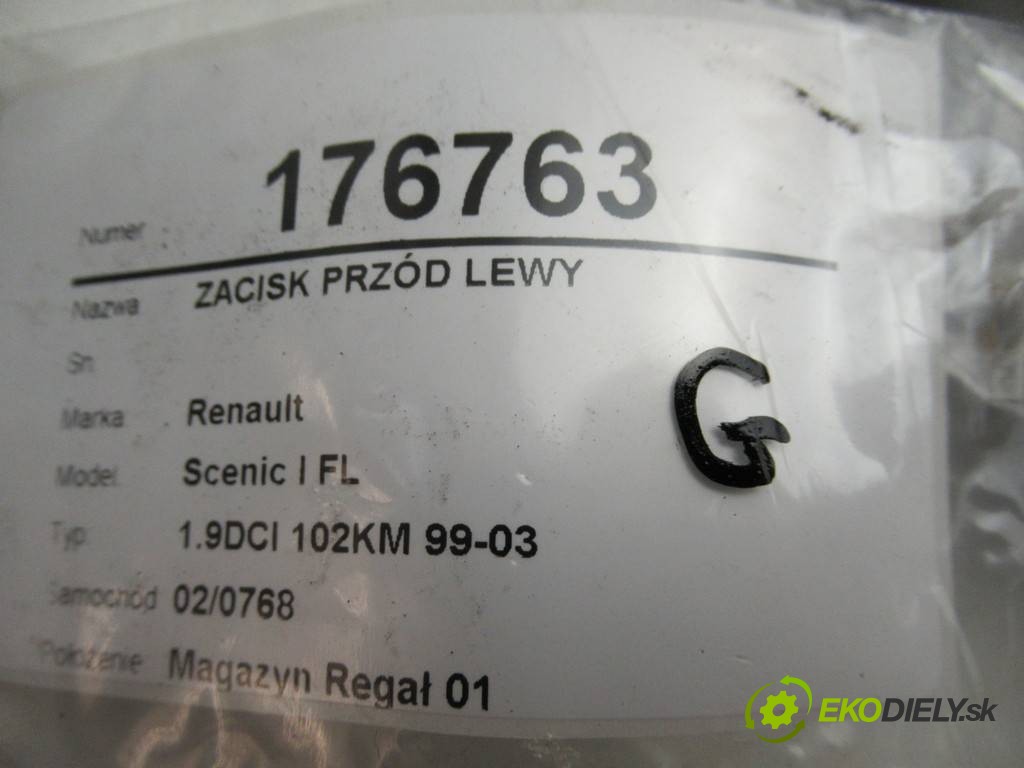 Numer 176763
Nazwa ZACISK PRZÓD LEWY
Sn
Marka Renault
G
Model Scenic I FL
Typ 1.9DCI 102KM 99-03
Samochód 02/0768
Położenie Magazyn Regał 01
EKODIELY.sk